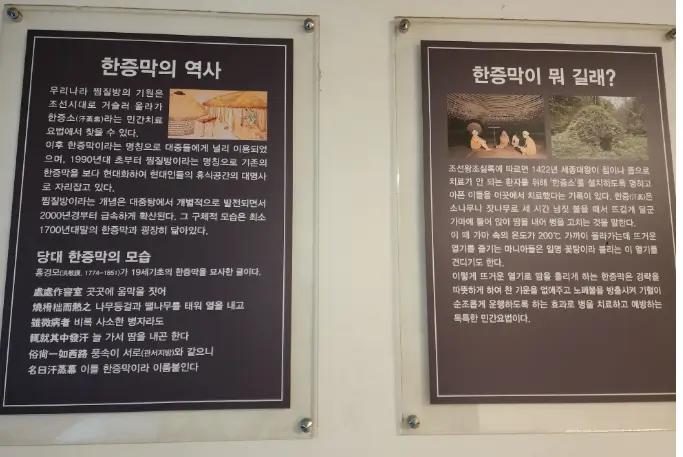 한증막의 역사
우리나라 찜질방의 기원은
조선시대로 거슬러 올라가
한증소(汗蒸所)라는 민간치료
요법에서 찾을 수 있다.
이후 한증막이라는 명칭으로 대중들에게 널리 이용되었
으며, 1990년대 초부터 찜질방이라는 명칭으로 기존의
한증막을 보다 현대화하여 현대인들의 휴식공간의 대명사
로 자리잡고 있다.
찜질방이라는 개념은 대중탕에서 개별적으로 발전되면서
2000년경부터 급속하게 확산된다. 그 구체적 모습은 최소
1700년대말의 한증막과 굉장히 닮아있다.
당대 한증막의 모습
홍경모(洪敬謨, 1774-1851)가 19세기초의 한증막을 묘사한 글이다.
處處作窨室 곳곳에 움막을 짓어
燒榾柮而熱之 나무등걸과 땔나무를 태워 열을 내고
雖微病者 비록 사소한 병자라도
輒就其中發汗 늘 가서 땀을 내곤 한다
俗尙一如西路 풍속이 서로(관서지방)와 같으니
名曰汗蒸幕 이를 한증막이라 이름붙인다
한증막이 뭐 길래?
조선왕조실록에 따르면 1422년 세종대왕이 침이나 뜸으로
치료가 안 되는 환자를 위해 '한증소'를 설치하도록 명하고
아픈 이들을 이곳에서 치료했다는 기록이 있다. 한증(汗蒸)은
소나무나 잣나무로 세 시간 남짓 불을 때서 뜨겁게 달군
가마에 들어 앉아 땀을 내어 병을 고치는 것을 말한다.
이 때 가마 속의 온도가 200℃ 가까이 올라가는데 뜨거운
열기를 즐기는 마니아들은 일명 꽃탕이라 불리는 이 열기를
견디기도 한다.
이렇게 뜨거운 열기로 땀을 흘리게 하는 한증막은 경락을
따뜻하게 하여 찬 기운을 없애주고 노폐물을 방출시켜 기혈이
순조롭게 운행하도록 하는 효과로 병을 치료하고 예방하는
독특한 민간요법이다.